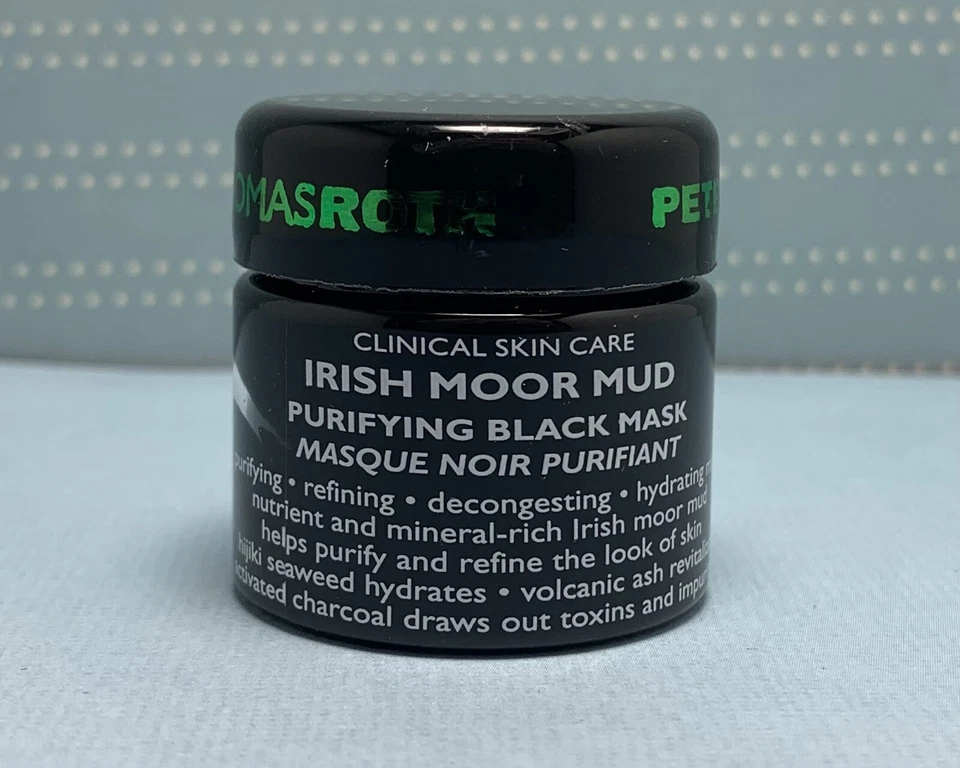 OMASROTH PET
CLINICAL SKIN CARE
IRISH MOOR MUD
PURIFYING BLACK MASK
MASQUE NOIR PURIFIANT
purifying • refining • decongesting • hydrating
nutrient and mineral-rich Irish moor mud
helps purify and refine the look of skin
hijiki seaweed hydrates • volcanic ash
activated charcoal draws out toxins and